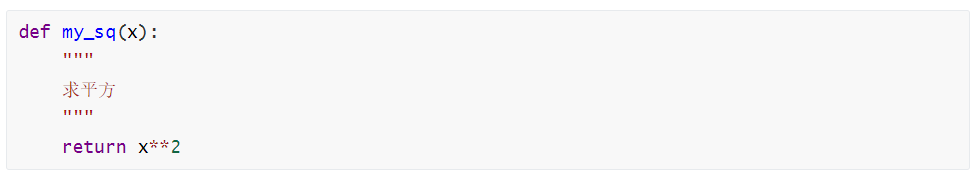 def my_sq(x):
    """
    求平方
    """
    return x**2